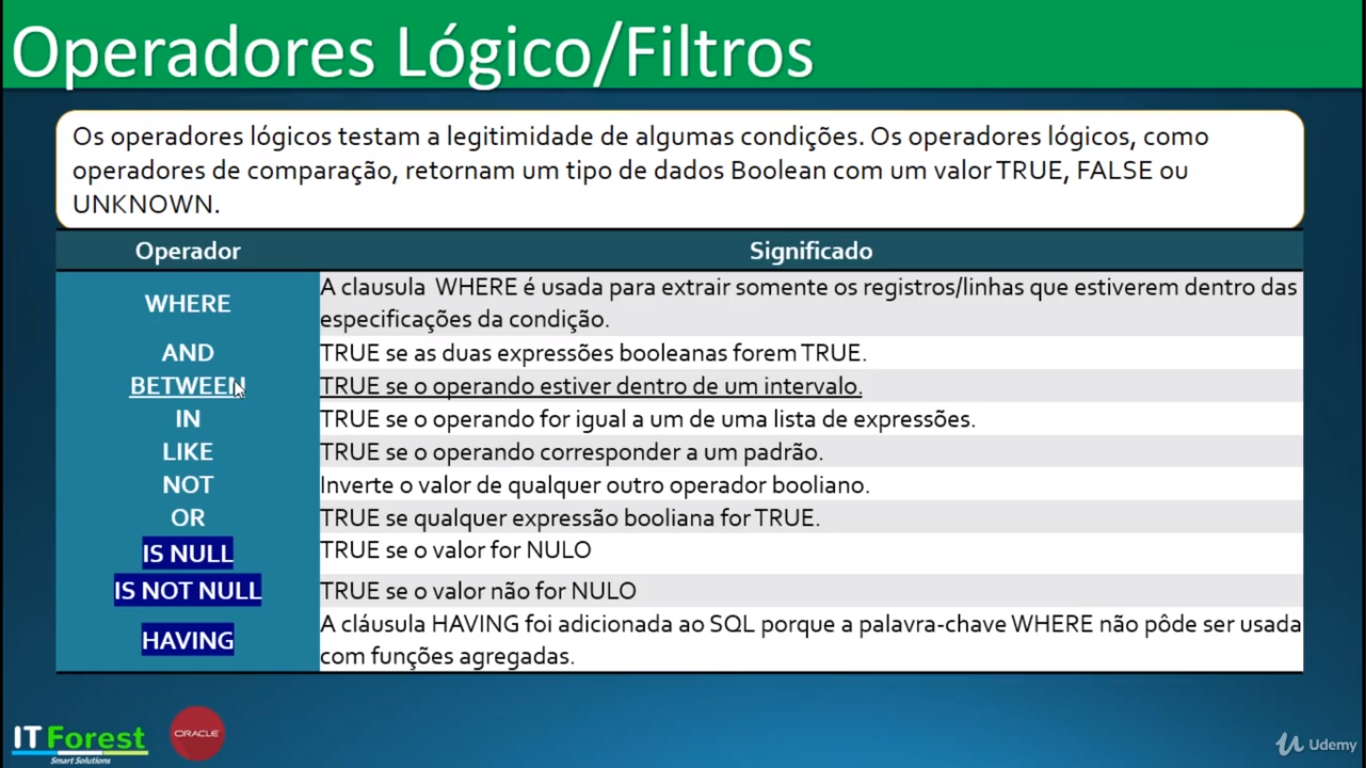 Operadores Lógico/Filtros
Os operadores lógicos testam a legitimidade de algumas condições. Os operadores lógicos, como
operadores de comparação, retornam um tipo de dados Boolean com um valor TRUE, FALSE ou
UNKNOWN.
Operador Significado
WHERE A clausula WHERE é usada para extrair somente os registros/linhas que estiverem dentro das
especificações da condição.
AND TRUE se as duas expressões booleanas forem TRUE.
BETWEEN TRUE se o operando estiver dentro de um intervalo.
IN TRUE se o operando for igual a um de uma lista de expressões.
LIKE TRUE se o operando corresponder a um padrão.
NOT Inverte o valor de qualquer outro operador booliano.
OR TRUE se qualquer expressão booliana for TRUE.
IS NULL TRUE se o valor for NULO
IS NOT NULL TRUE se o valor não for NULO
HAVING A cláusula HAVING foi adicionada ao SQL porque a palavra-chave WHERE não pôde ser usada
com funções agregadas.
IT Forest
Smart Solutions
ORACLE
Udemy